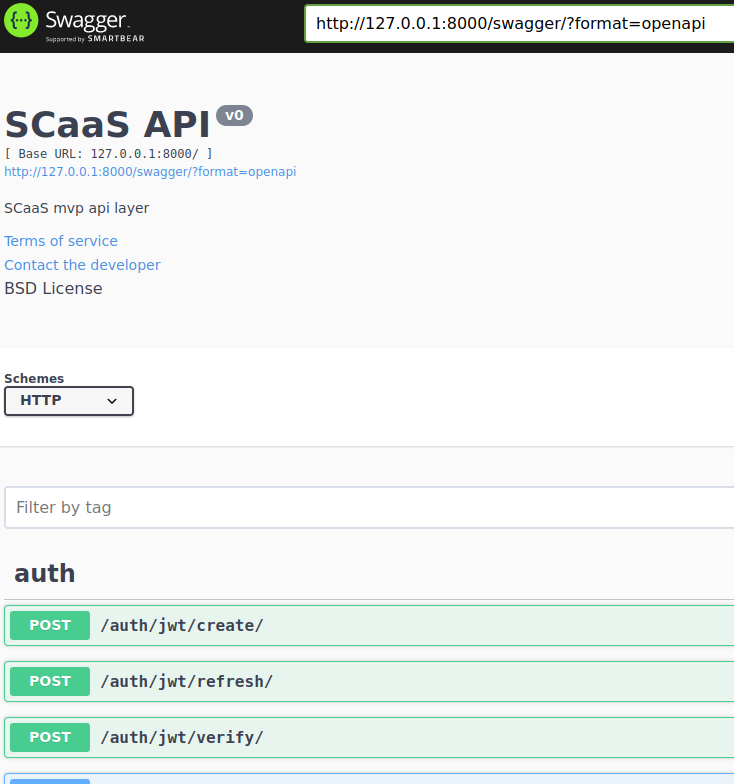 {···} Swagger
Supported by SMARTBEAR
http://127.0.0.1:8000/swagger/?format=openapi
SCaaS API v0
[ Base URL: 127.0.0.1:8000/ ]
http://127.0.0.1:8000/swagger/?format=openapi
SCaaS mvp api layer
Terms of service
Contact the developer
BSD License
Schemes
HTTP
Filter by tag
auth
POST /auth/jwt/create/
POST /auth/jwt/refresh/
POST /auth/jwt/verify/